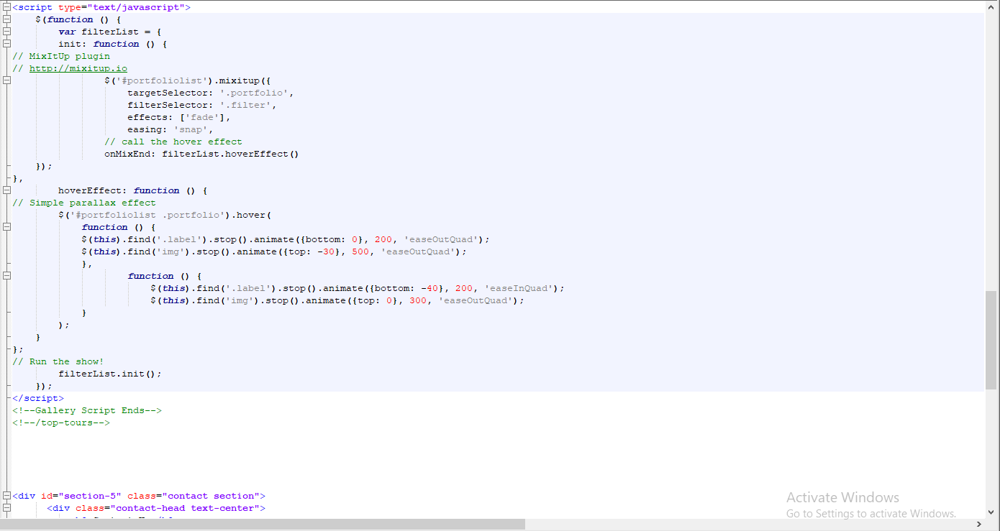 <script type="text/javascript">
$(function () {
var filterList = {
init: function () {
// MixItUp plugin
// http://mixitup.io
$('#portfoliolist').mixitup({
targetSelector: '.portfolio',
filterSelector: '.filter',
effects: ['fade'],
easing: 'snap',
// call the hover effect
onMixEnd: filterList.hoverEffect()
});
},
hoverEffect: function () {
// Simple parallax effect
$('#portfoliolist .portfolio').hover(
function () {
$(this).find('.label').stop().animate({bottom: 0}, 200, 'easeOutQuad');
$(this).find('img').stop().animate({top: -30}, 500, 'easeOutQuad');
},
function () {
$(this).find('.label').stop().animate({bottom: -40}, 200, 'easeInQuad');
$(this).find('img').stop().animate({top: 0}, 300, 'easeOutQuad');
}
);
}
};
// Run the show!
filterList.init();
});
</script>
<!--Gallery Script Ends-->
<!--/top-tours-->
<div id="section-5" class="contact section">
<div class="contact-head text-center">
Activate Windows
Go to Settings to activate Windows.